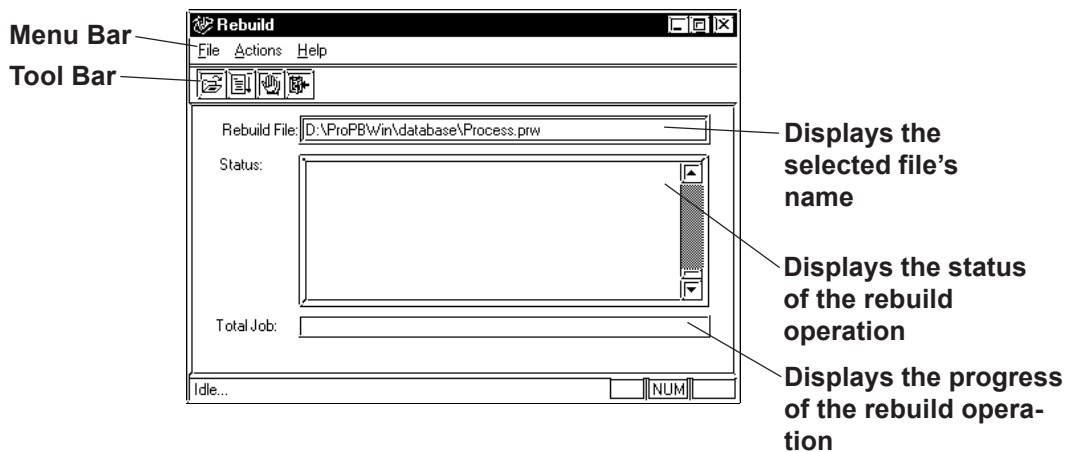 Rebuild
Menu Bar
File Actions Help
Tool Bar
Rebuild File: D:\ProPBWin\database\Process.prw
Displays the
selected file's
name
Status:
Displays the status
of the rebuild
operation
Total Job:
Displays the progress
of the rebuild opera-
tion
Idle...
NUM